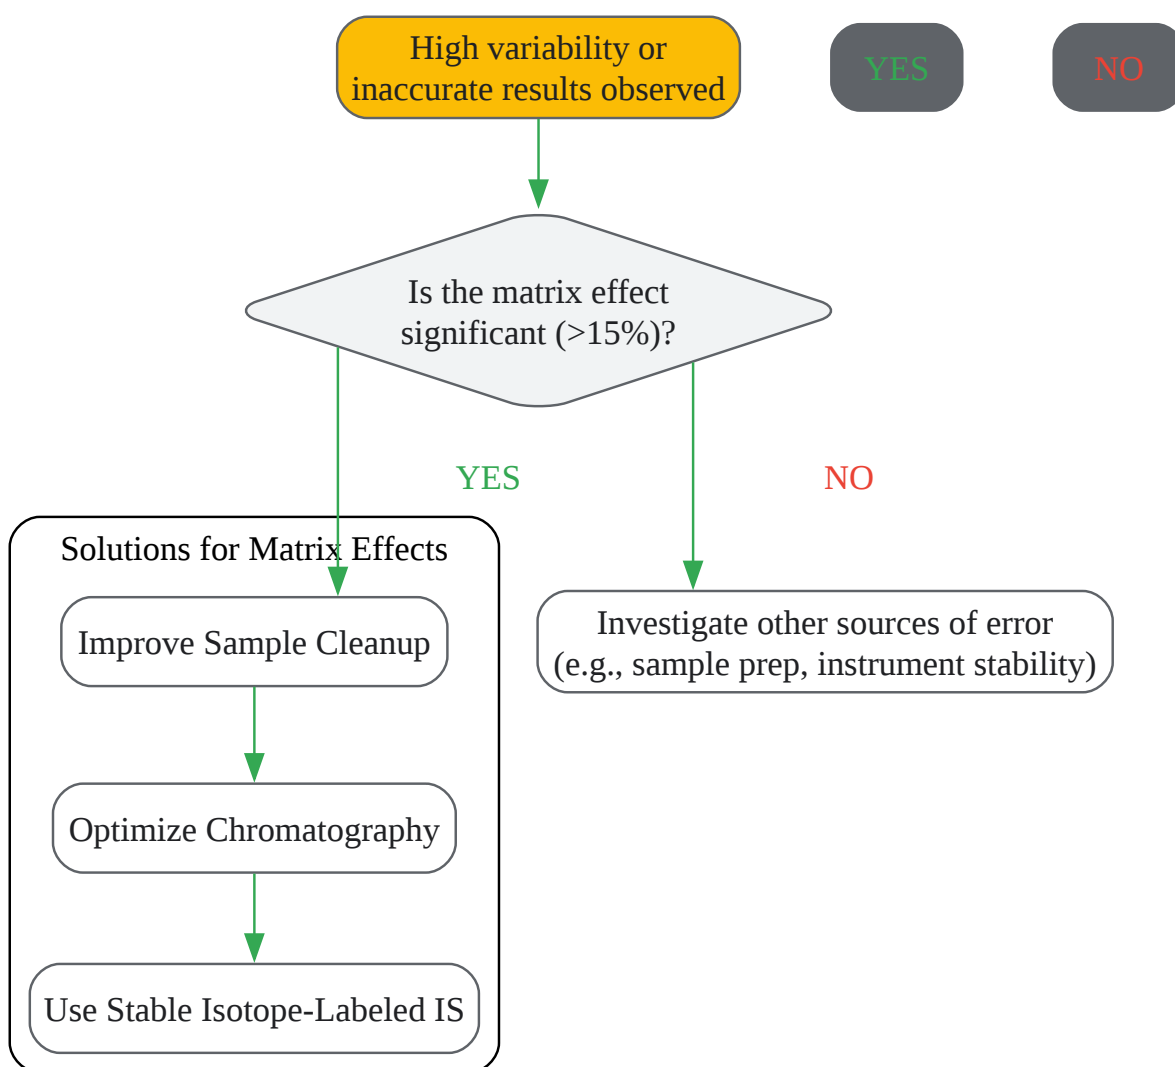 High variability or
inaccurate results observed
YES
NO
Is the matrix effect
significant (>15%)?
YES
NO
Solutions for Matrix Effects
Improve Sample Cleanup
Investigate other sources of error
(e.g., sample prep, instrument stability)
Optimize Chromatography
Use Stable Isotope-Labeled IS